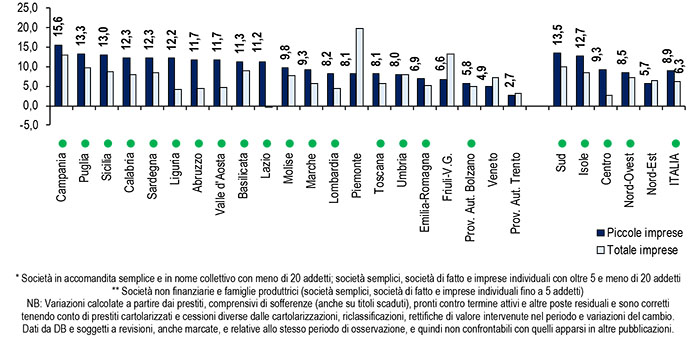 25,0
20,0
15,0
10,0
5,0
0,0
-5,0
15,6
13,3
13,0
12,3
12,3
12,2
11,7
11,7
11,3
11,2
9,8
9,3
8,2
8,1
8,1
8,0
6,9
6,6
5,8
4,9
2,7
13,5
12,7
9,3
8,5
5,7
8,9
6,3
Campania
Puglia
Sicilia
Calabria
Sardegna
Liguria
Abruzzo
Valle d'Aosta
Basilicata
Lazio
Molise
Marche
Lombardia
Piemonte
Toscana
Umbria
Emilia-Romagna
Friuli-V.G.
Prov. Aut. Bolzano
Veneto
Prov. Aut. Trento
Sud
Isole
Centro
Nord-Ovest
Nord-Est
ITALIA
Piccole imprese
Totale imprese
* Società in accomandita semplice e in nome collettivo con meno di 20 addetti; società semplici, società di fatto e imprese individuali con oltre 5 e meno di 20 addetti
** Società non finanziarie e famiglie produttrici (società semplici, società di fatto e imprese individuali fino a 5 addetti)
NB: Variazioni calcolate a partire dai prestiti, comprensivi di sofferenze (anche su titoli scaduti), pronti contro termine attivi e altre poste residuali e sono corretti
tenendo conto di prestiti cartolarizzati e cessioni diverse dalle cartolarizzazioni, riclassificazioni, rettifiche di valore intervenute nel periodo e variazioni del cambio.
Dati da DB e soggetti a revisioni, anche marcate, e relative allo stesso periodo di osservazione, e quindi non confrontabili con quelli apparsi in altre pubblicazioni.